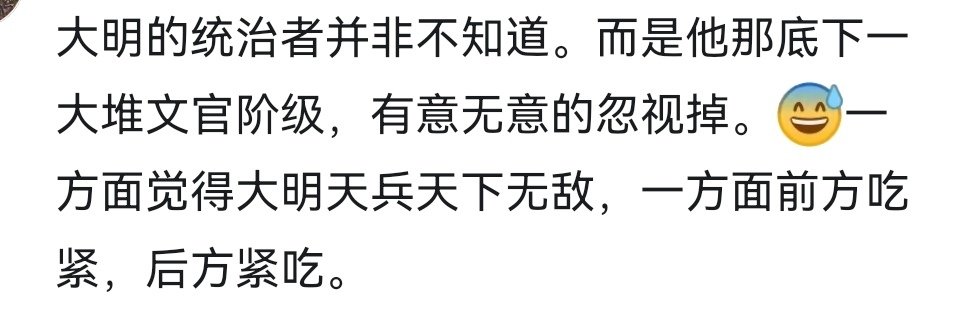 大明的统治者并非不知道。而是他那底下一
大堆文官阶级，有意无意的忽视掉。😅一
方面觉得大明天兵天下无敌，一方面前方吃
紧，后方紧吃。